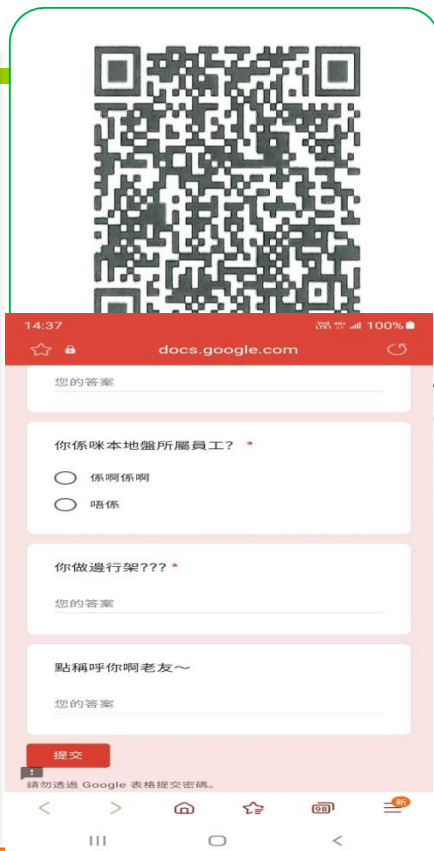 14:37
100%
docs.google.com
您的答案
你係咪本地盤所屬員工? *
係啊係啊
唔係
你做邊行架??? *
您的答案
點稱呼你啊老友～
您的答案
提交
請勿透過 Google 表格提交密碼。
98
新